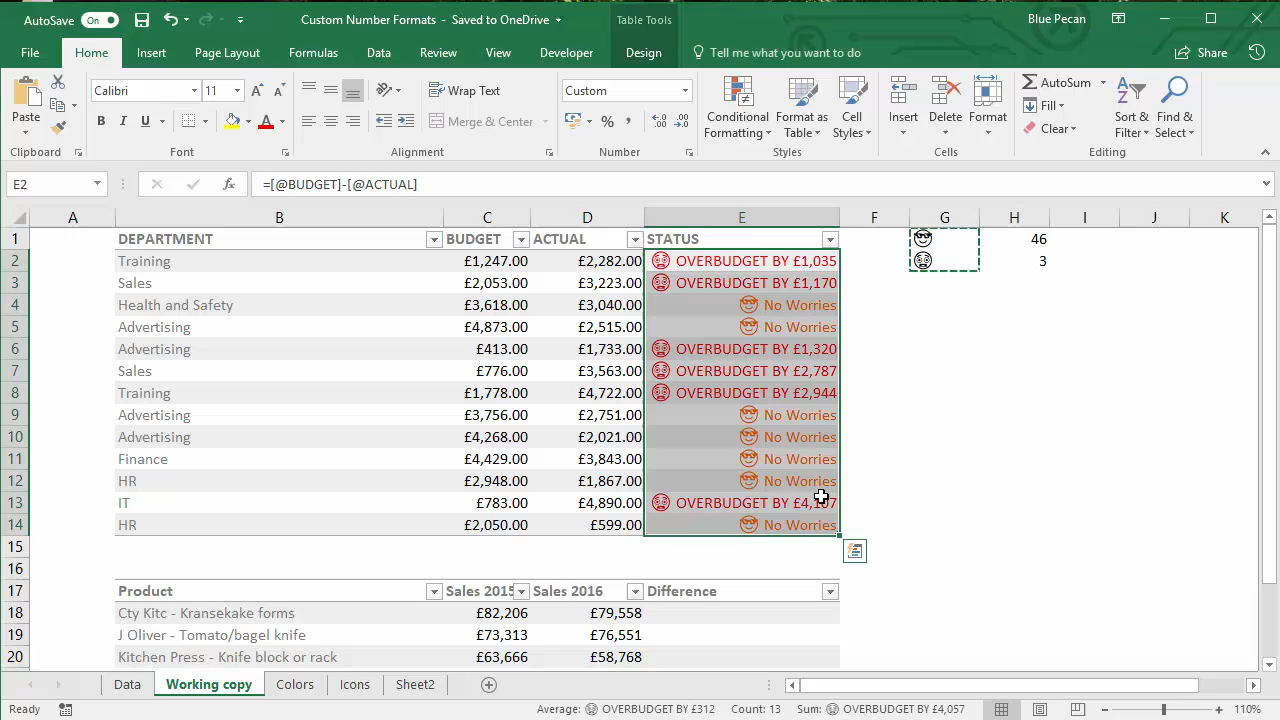 AutoSave On Custom Number Formats - Saved to OneDrive Table Tools Blue Pecan
File Home Insert Page Layout Formulas Data Review View Developer Design Tell me what you want to do Share
Calibri 11 Wrap Text Custom AutoSum
Paste B I U A Merge & Center % , Conditional Formatting Format as Table Cell Styles Insert Delete Format Fill Clear Sort & Filter Find & Select
Clipboard Font Alignment Number Styles Cells Editing
E2 fx =[@BUDGET]-[@ACTUAL]
A B C D E F G H I J K
1 DEPARTMENT BUDGET ACTUAL STATUS 😎 46
2 Training £1,247.00 £2,282.00 OVERBUDGET BY £1,035 3
3 Sales £2,053.00 £3,223.00 OVERBUDGET BY £1,170
4 Health and Safety £3,618.00 £3,040.00 😎 No Worries
5 Advertising £4,873.00 £2,515.00 😎 No Worries
6 Advertising £413.00 £1,733.00 OVERBUDGET BY £1,320
7 Sales £776.00 £3,563.00 OVERBUDGET BY £2,787
8 Training £1,778.00 £4,722.00 OVERBUDGET BY £2,944
9 Advertising £3,756.00 £2,751.00 😎 No Worries
10 Advertising £4,268.00 £2,021.00 😎 No Worries
11 Finance £4,429.00 £3,843.00 😎 No Worries
12 HR £2,948.00 £1,867.00 😎 No Worries
13 IT £783.00 £4,890.00 OVERBUDGET BY £4,107
14 HR £2,050.00 £599.00 😎 No Worries
15
16
17 Product Sales 2015 Sales 2016 Difference
18 Cty Kitc - Kransekake forms £82,206 £79,558
19 J Oliver - Tomato/bagel knife £73,313 £76,551
20 Kitchen Press - Knife block or rack £63,666 £58,768
Data Working copy Colors Icons Sheet2
Ready Average: OVERBUDGET BY £312 Count: 13 Sum: OVERBUDGET BY £4,057 110%